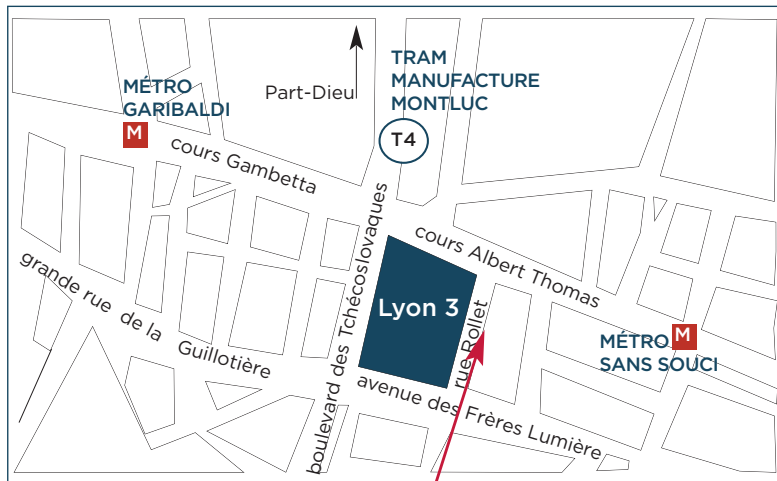 MÉTRO
GARIBALDI
M
Part-Dieu
TRAM
MANUFACTURE
MONTLUC
T4
cours Gambetta
boulevard des Tchécoslovaques
cours Albert Thomas
grande rue de la Guillotière
Lyon 3
rue Rollet
M
MÉTRO
SANS SOUCI
avenue des Frères Lumière